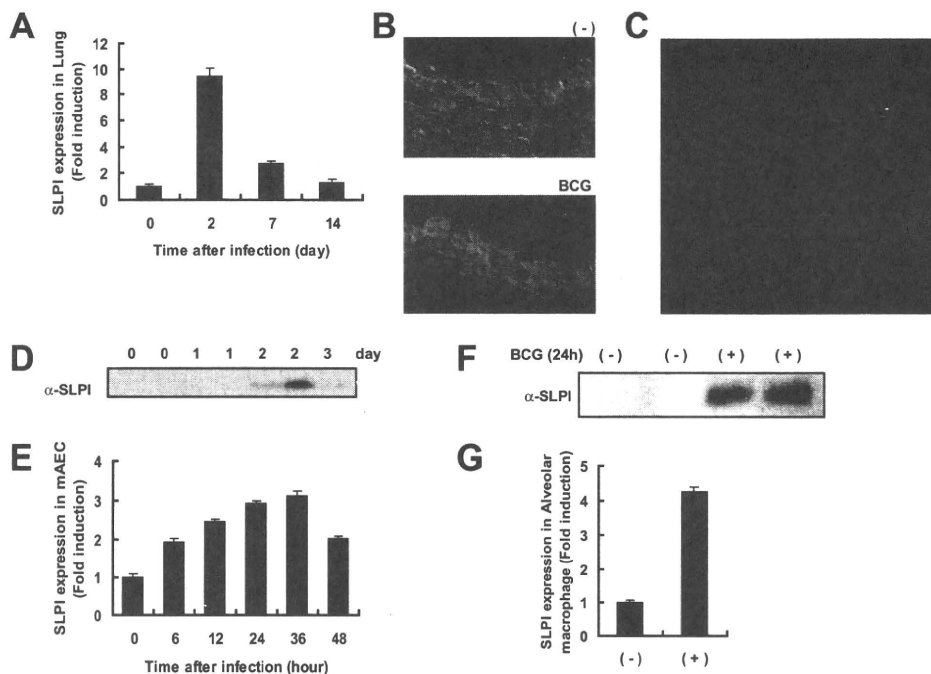 A
SLPI expression in Lung
(Fold induction)
12
10
8
6
4
2
0
0 2 7 14
Time after infection (day)
B
( - )
BCG
C
D
0 0 1 1 2 2 3 day
α-SLPI
E
SLPI expression in mAEC
(Fold induction)
4
3
2
1
0
0 6 12 24 36 48
Time after infection (hour)
F
BCG (24h) ( - ) ( - ) ( + ) ( + )
α-SLPI
G
SLPI expression in Alveolar
macrophage (Fold induction)
5
4
3
2
1
0
( - ) ( + )